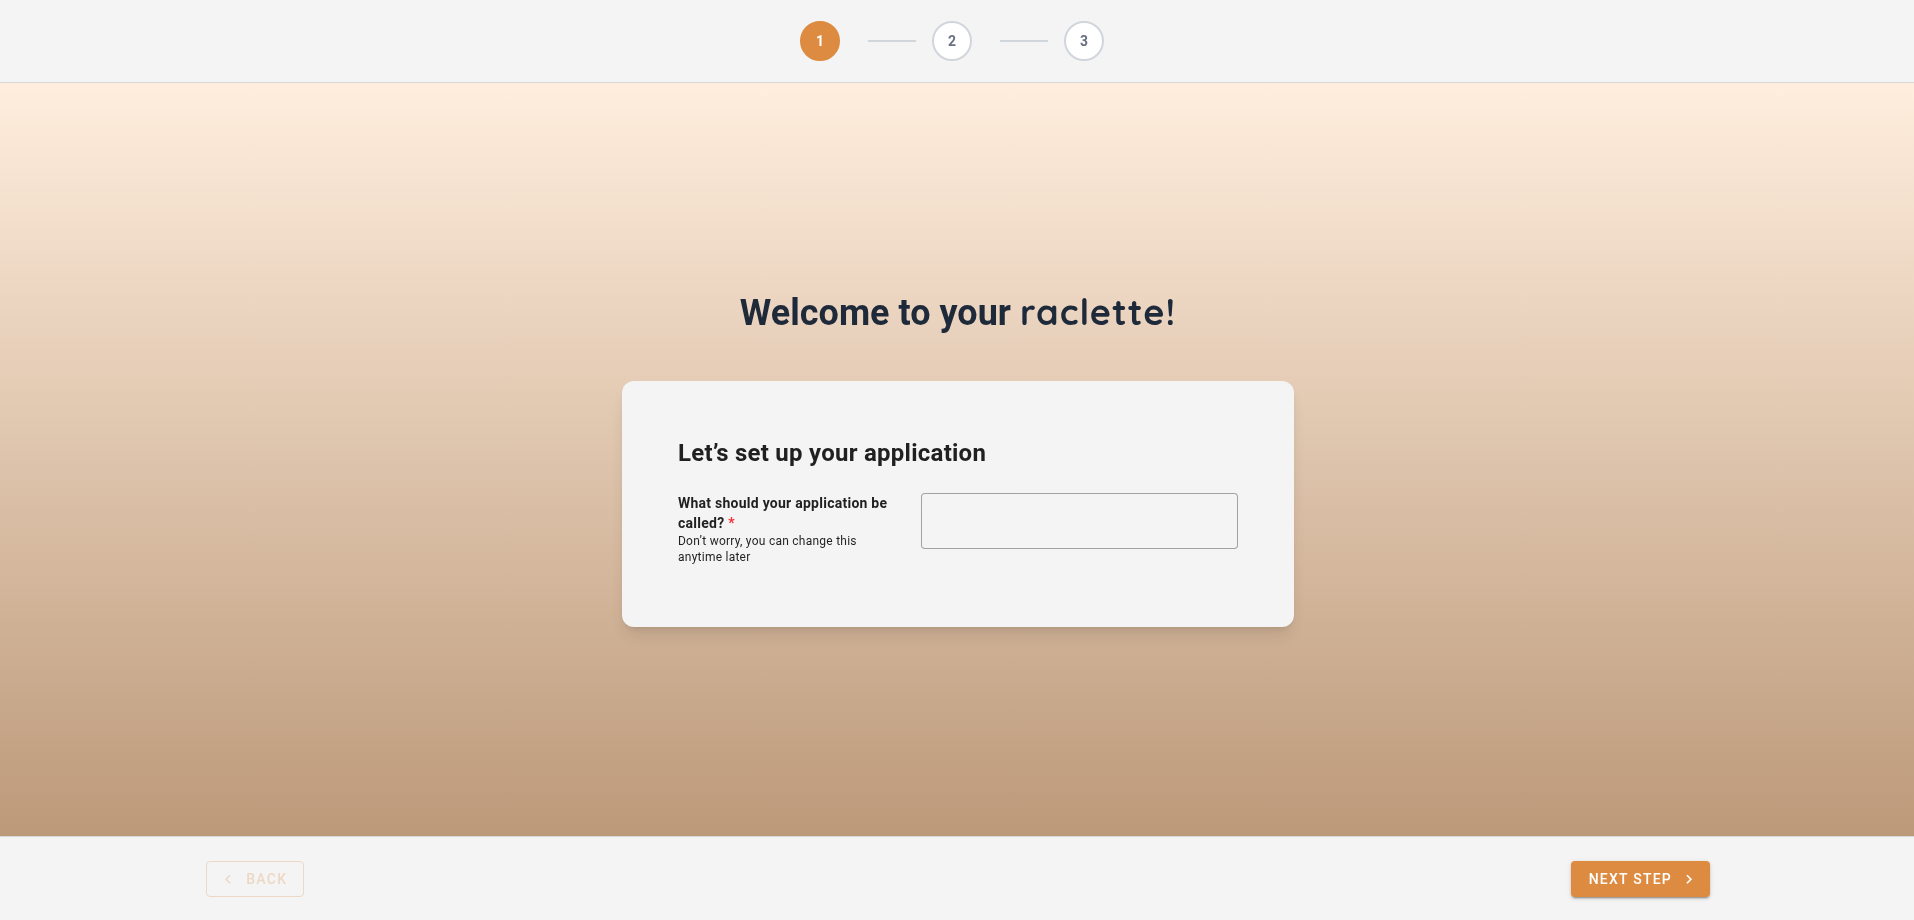 1
2
3
Welcome to your raclette!
Let’s set up your application
What should your application be
called? *
Don’t worry, you can change this
anytime later
BACK
NEXT STEP